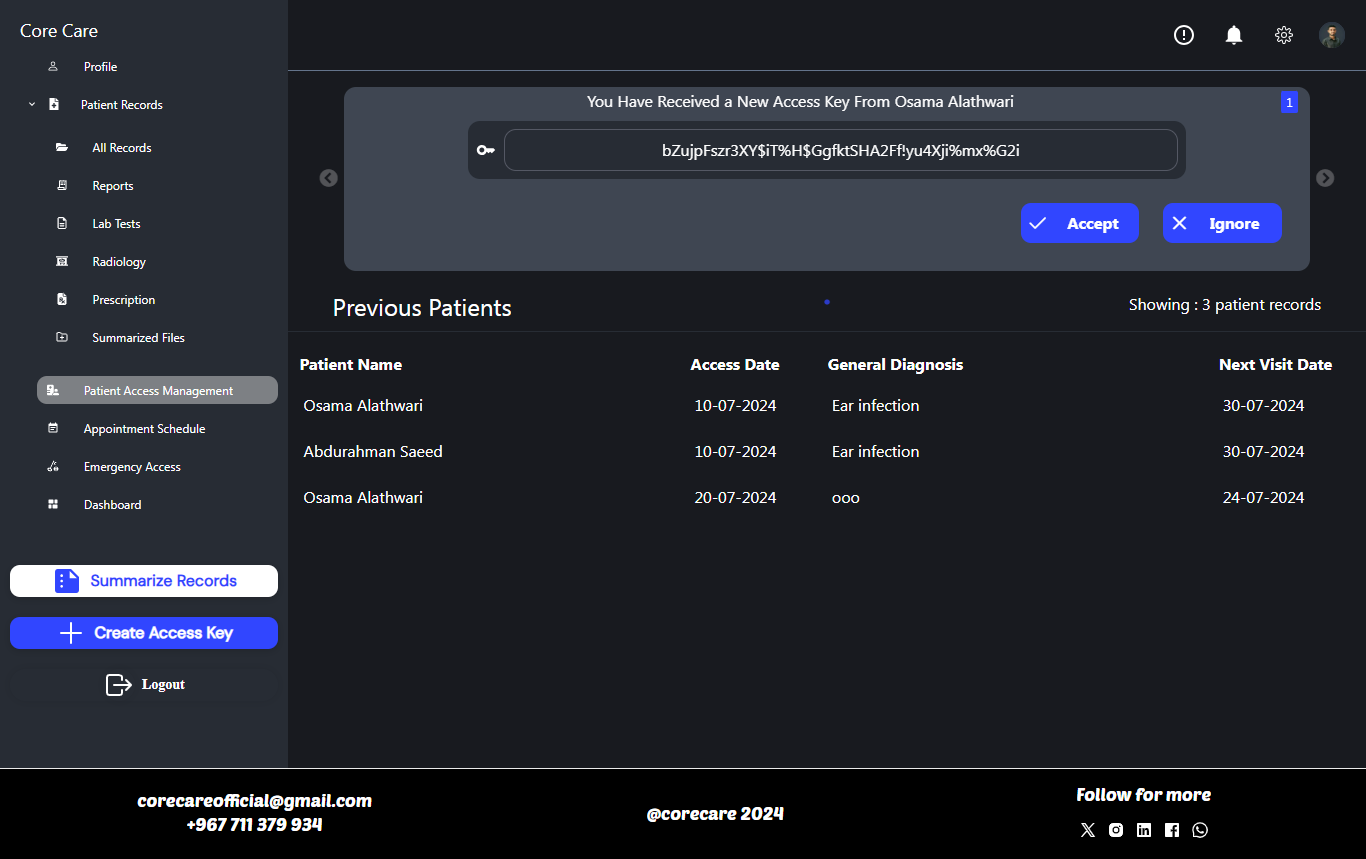 Core Care
Profile
Patient Records
All Records
Reports
Lab Tests
Radiology
Prescription
Summarized Files
Patient Access Management
Appointment Schedule
Emergency Access
Dashboard
Summarize Records
Create Access Key
Logout
You Have Received a New Access Key From Osama Alathwari
1
bZujpFszr3XY$iT%H$GgfktSHA2Ff!yu4Xji%mx%G2i
Accept
Ignore
Previous Patients
Showing : 3 patient records
Patient Name Access Date General Diagnosis Next Visit Date
Osama Alathwari 10-07-2024 Ear infection 30-07-2024
Abdurahman Saeed 10-07-2024 Ear infection 30-07-2024
Osama Alathwari 20-07-2024 ooo 24-07-2024
corecareofficial@gmail.com
+967 711 379 934
@corecare 2024
Follow for more